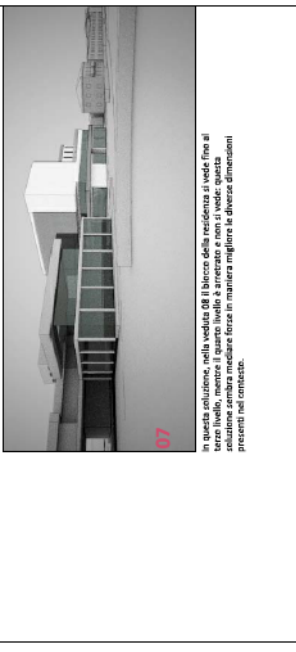 07
in questa soluzione, nella veduta 08 il blocco della residenza si vede fino al
terzo livello, mentre il quarto livello è arretrato e non si vede: questa
soluzione sembra mediare forse in maniera migliore le diverse dimensioni
presenti nel contesto.